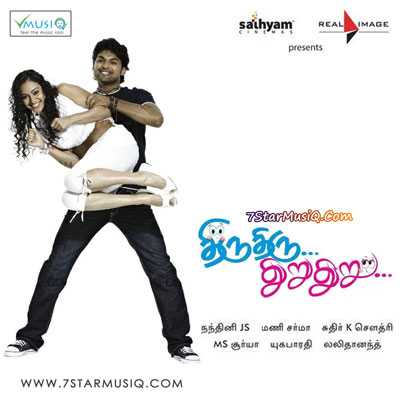 VMUSIQ
feel the music rain
sathyam
CINEMAS
REAL IMAGE
presents
7StarMusiQ.Com
திரு திரு...
துறு துறு...
நந்தினி JS மணி சர்மா சுதிர் K சௌத்ரி
MS சூர்யா யுகபாரதி லலிதானந்த்
WWW.7STARMUSIQ.COM